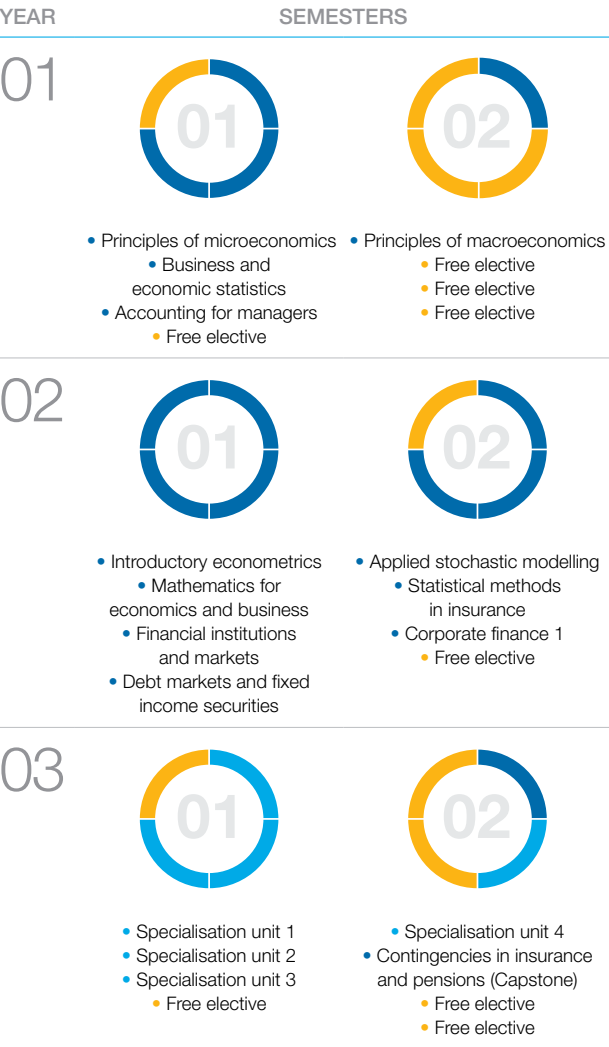 YEAR SEMESTERS
01
01
• Principles of microeconomics
• Business and
economic statistics
• Accounting for managers
• Free elective
02
• Principles of macroeconomics
• Free elective
• Free elective
• Free elective
02
01
• Introductory econometrics
• Mathematics for
economics and business
• Financial institutions
and markets
• Debt markets and fixed
income securities
02
• Applied stochastic modelling
• Statistical methods
in insurance
• Corporate finance 1
• Free elective
03
01
• Specialisation unit 1
• Specialisation unit 2
• Specialisation unit 3
• Free elective
02
• Specialisation unit 4
• Contingencies in insurance
and pensions (Capstone)
• Free elective
• Free elective